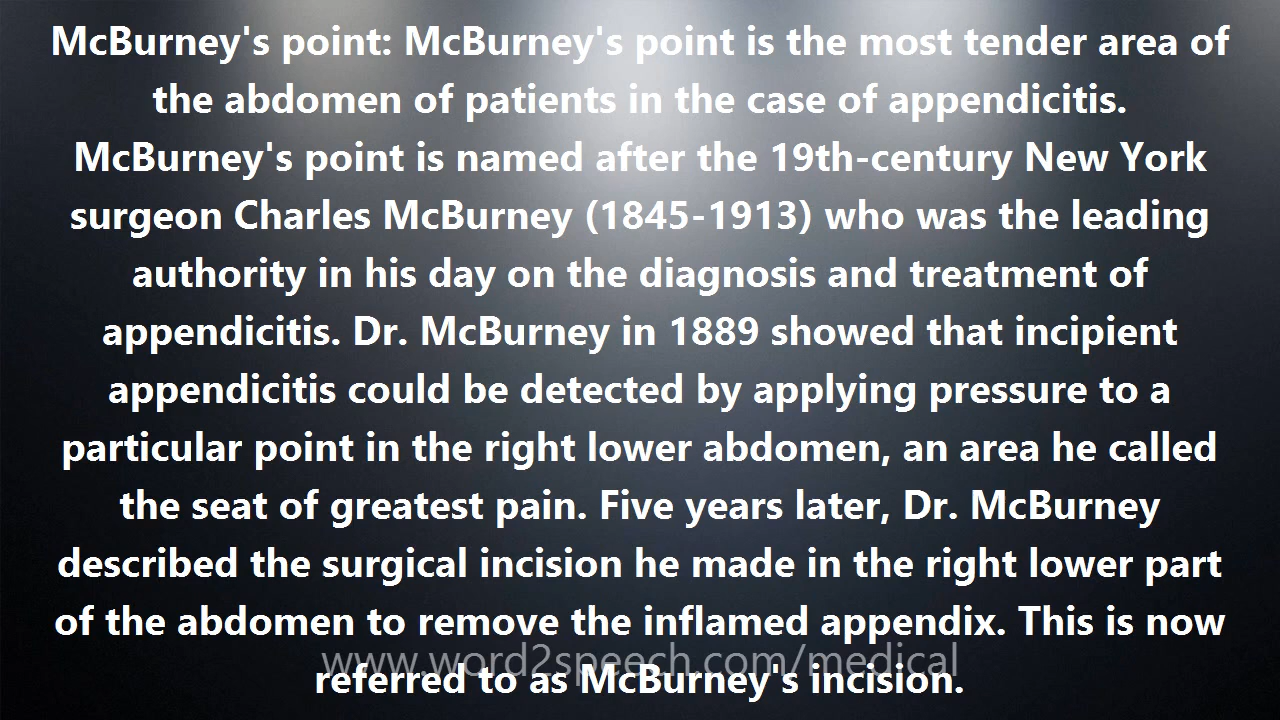 McBurney's point: McBurney's point is the most tender area of
the abdomen of patients in the case of appendicitis.
McBurney's point is named after the 19th-century New York
surgeon Charles McBurney (1845-1913) who was the leading
authority in his day on the diagnosis and treatment of
appendicitis. Dr. McBurney in 1889 showed that incipient
appendicitis could be detected by applying pressure to a
particular point in the right lower abdomen, an area he called
the seat of greatest pain. Five years later, Dr. McBurney
described the surgical incision he made in the right lower part
of the abdomen to remove the inflamed appendix. This is now
www.word2speech.com/medical
referred to as McBurney's incision.